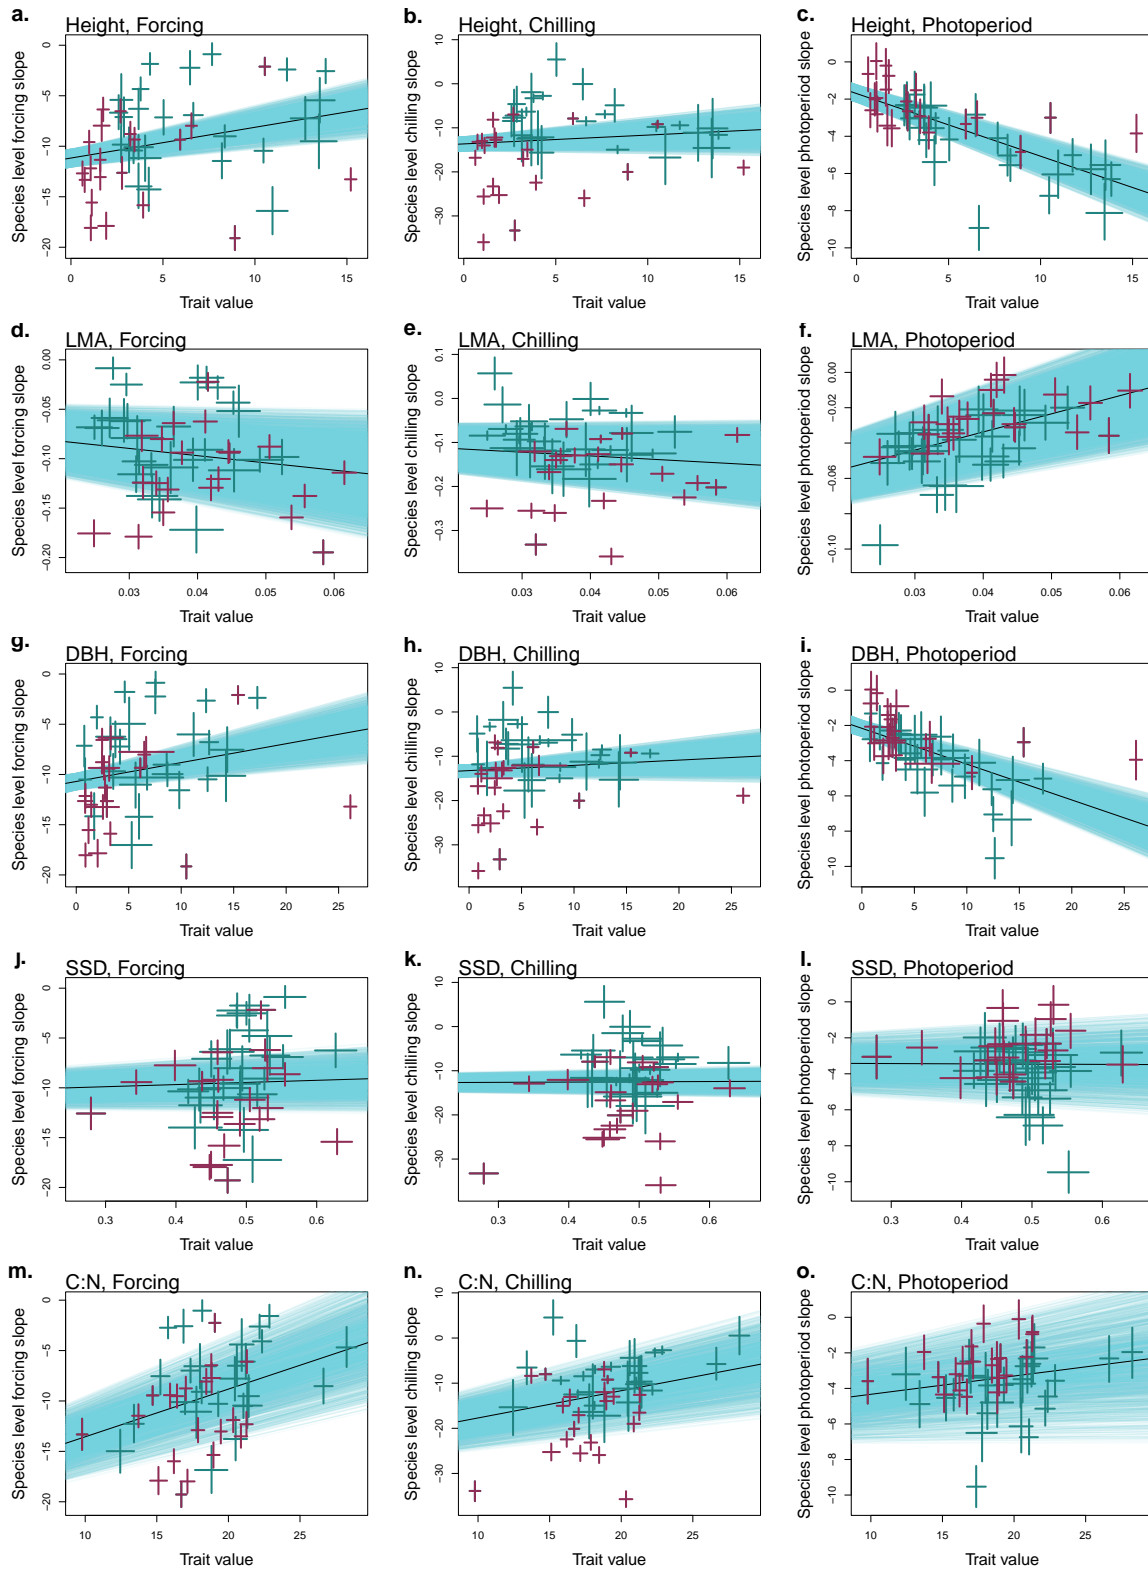 a. Height, Forcing
Species level forcing slope
0
−5
−10
−15
−20
0 5 10 15
Trait value
b. Height, Chilling
Species level chilling slope
10
0
−10
−20
−30
0 5 10 15
Trait value
c. Height, Photoperiod
Species level photoperiod slope
0
−2
−4
−6
−8
−10
0 5 10 15
Trait value
d. LMA, Forcing
Species level forcing slope
0.00
−0.05
−0.10
−0.15
−0.20
0.03 0.04 0.05 0.06
Trait value
e. LMA, Chilling
Species level chilling slope
0.1
0.0
−0.1
−0.2
−0.3
0.03 0.04 0.05 0.06
Trait value
f. LMA, Photoperiod
Species level photoperiod slope
0.00
−0.02
−0.06
−0.10
0.03 0.04 0.05 0.06
Trait value
g. DBH, Forcing
Species level forcing slope
0
−5
−10
−15
−20
0 5 10 15 20 25
Trait value
h. DBH, Chilling
Species level chilling slope
10
0
−10
−20
−30
0 5 10 15 20 25
Trait value
i. DBH, Photoperiod
Species level photoperiod slope
0
−2
−4
−6
−8
−10
0 5 10 15 20 25
Trait value
j. SSD, Forcing
Species level forcing slope
0
−5
−10
−15
−20
0.3 0.4 0.5 0.6
Trait value
k. SSD, Chilling
Species level chilling slope
10
0
−10
−20
−30
0.3 0.4 0.5 0.6
Trait value
l. SSD, Photoperiod
Species level photoperiod slope
0
−2
−4
−6
−8
−10
0.3 0.4 0.5 0.6
Trait value
m. C:N, Forcing
Species level forcing slope
0
−5
−10
−15
−20
10 15 20 25
Trait value
n. C:N, Chilling
Species level chilling slope
10
0
−10
−20
−30
10 15 20 25
Trait value
o. C:N, Photoperiod
Species level photoperiod slope
0
−2
−4
−6
−8
−10
10 15 20 25
Trait value